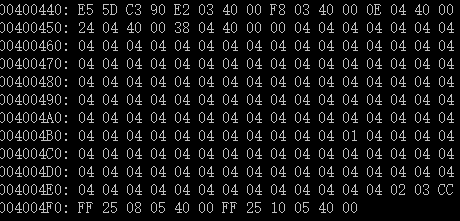 00400440: E5 5D C3 90 E2 03 40 00 F8 03 40 00 0E 04 40 00
00400450: 24 04 40 00 38 04 40 00 00 04 04 04 04 04 04 04
00400460: 04 04 04 04 04 04 04 04 04 04 04 04 04 04 04 04
00400470: 04 04 04 04 04 04 04 04 04 04 04 04 04 04 04 04
00400480: 04 04 04 04 04 04 04 04 04 04 04 04 04 04 04 04
00400490: 04 04 04 04 04 04 04 04 04 04 04 04 04 04 04 04
004004A0: 04 04 04 04 04 04 04 04 04 04 04 04 04 04 04 04
004004B0: 04 04 04 04 04 04 04 04 04 04 04 01 04 04 04 04
004004C0: 04 04 04 04 04 04 04 04 04 04 04 04 04 04 04 04
004004D0: 04 04 04 04 04 04 04 04 04 04 04 04 04 04 04 04
004004E0: 04 04 04 04 04 04 04 04 04 04 04 04 04 02 03 CC
004004F0: FF 25 08 05 40 00 FF 25 10 05 40 00